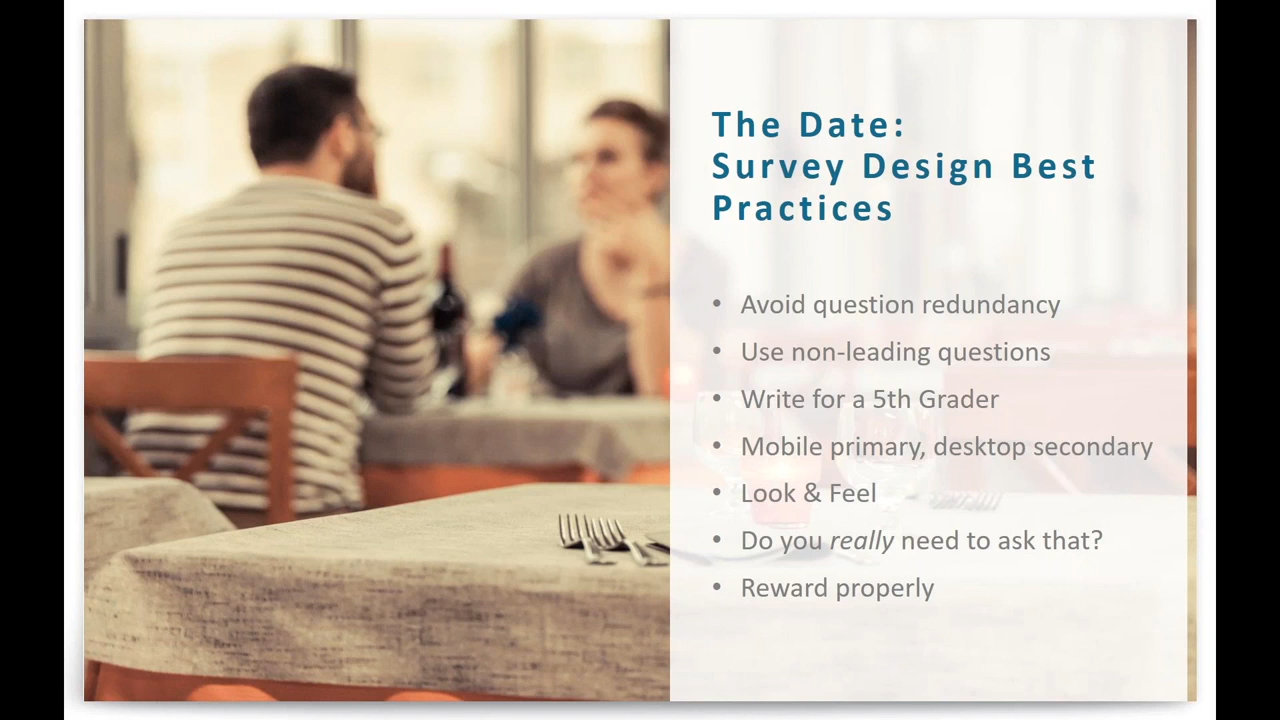 The Date:
Survey Design Best
Practices
• Avoid question redundancy
• Use non-leading questions
• Write for a 5th Grader
• Mobile primary, desktop secondary
• Look & Feel
• Do you really need to ask that?
• Reward properly